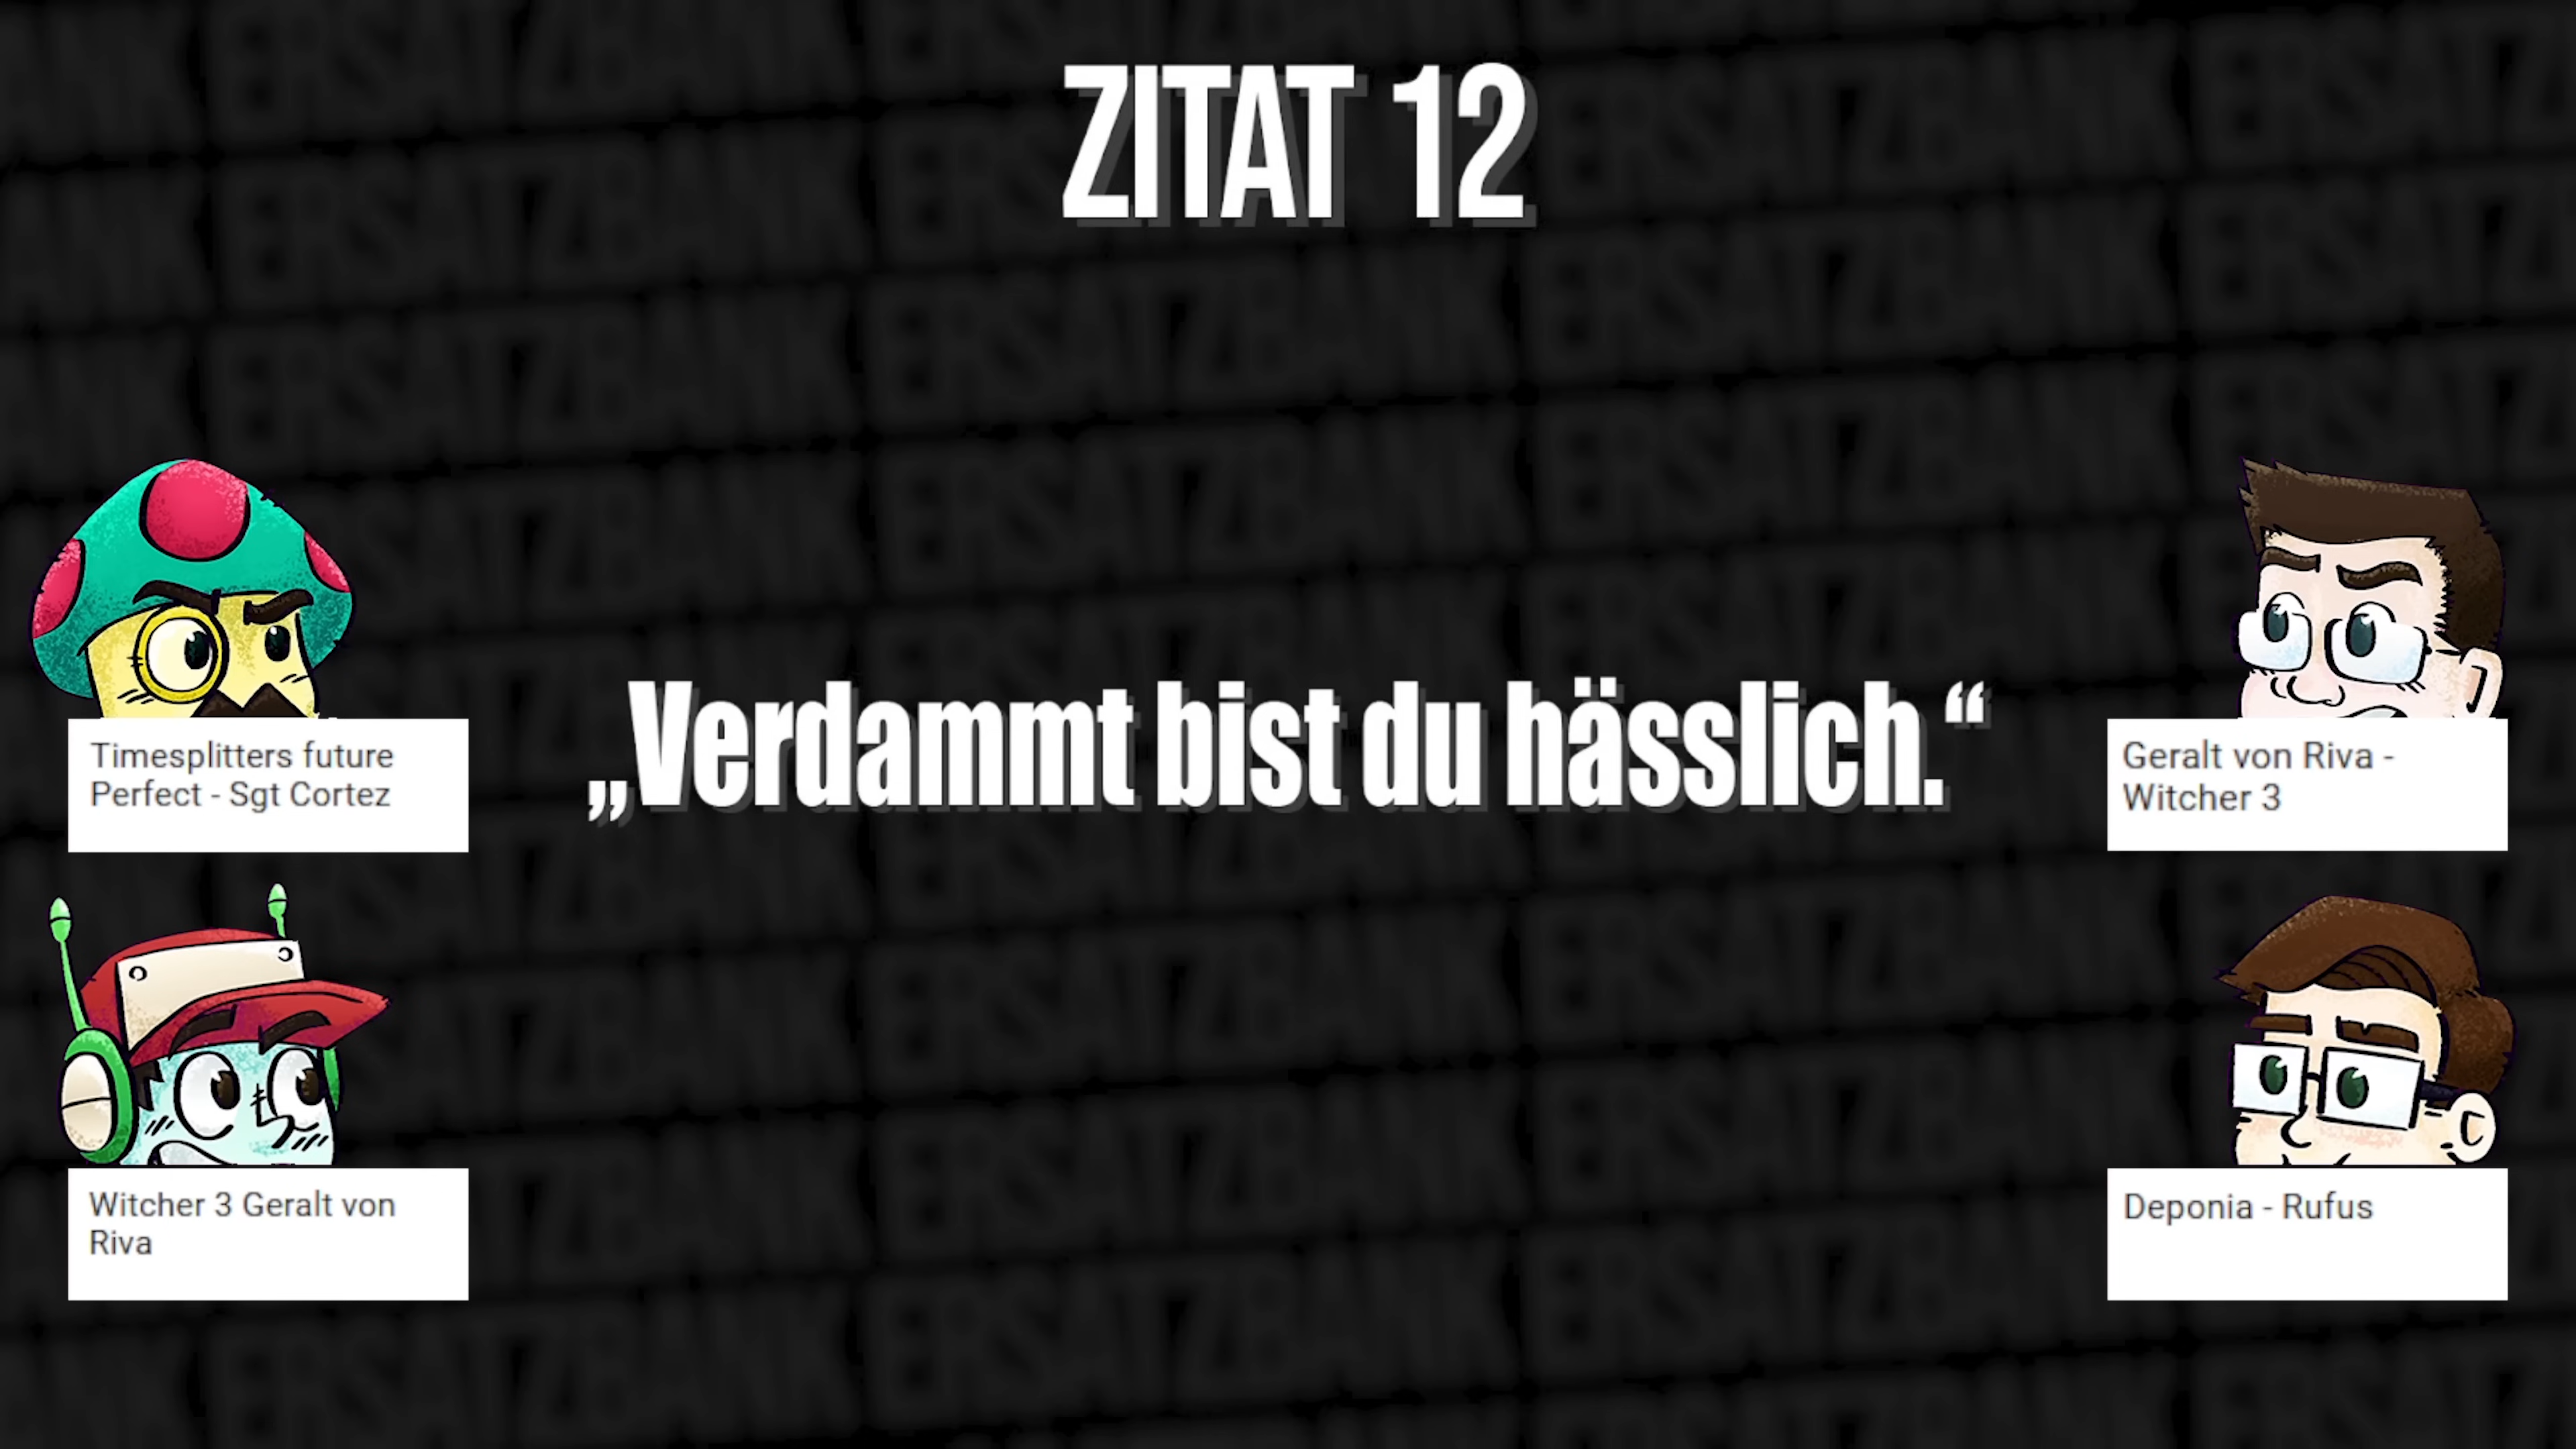 ZITAT 12
„Verdammt bist du hässlich.“
Timesplitters future
Perfect - Sgt Cortez
Geralt von Riva -
Witcher 3
Witcher 3 Geralt von
Riva
Deponia - Rufus
ERSATZBANK